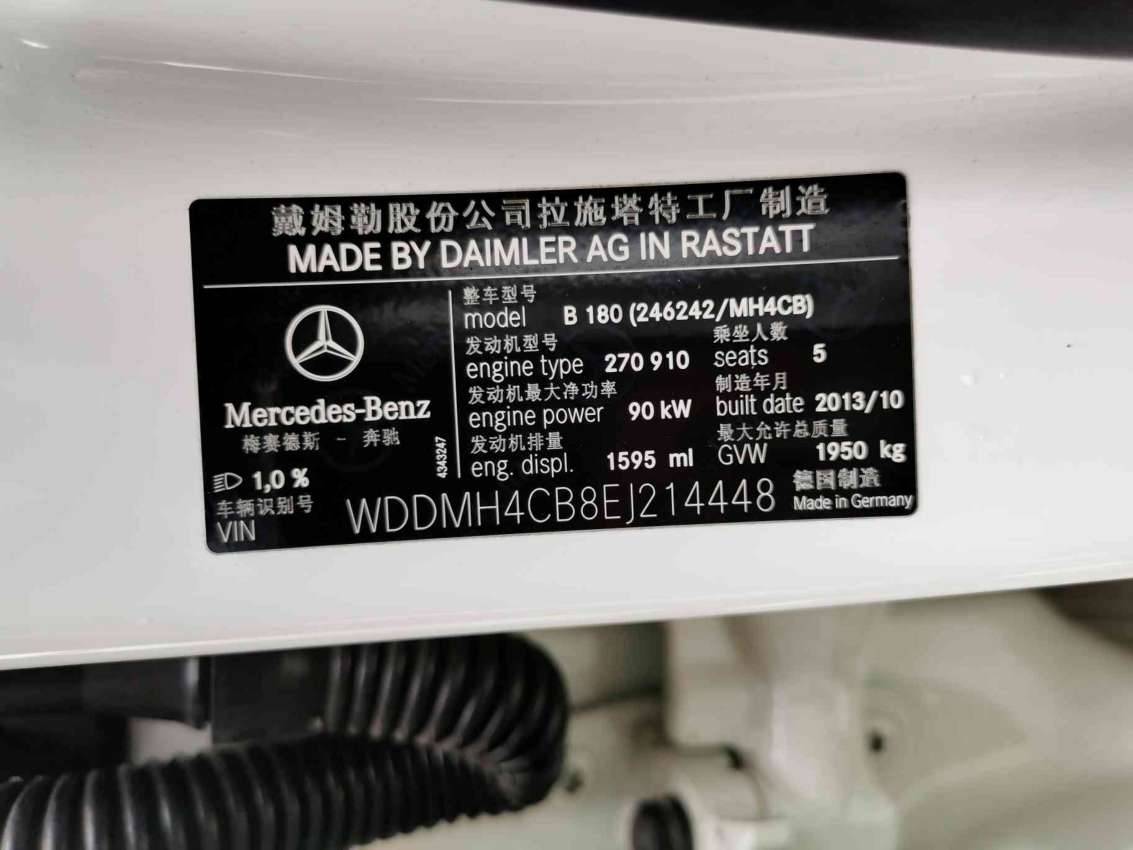 戴姆勒股份公司拉施塔特工厂制造
MADE BY DAIMLER AG IN RASTATT
Mercedes-Benz
梅赛德斯 - 奔驰
1,0 %
4343247
整车型号
model B 180 (246242/MH4CB)
发动机型号 乘坐人数
engine type 270 910 seats 5
发动机最大净功率 制造年月
engine power 90 kW built date 2013/10
发动机排量 最大允许总质量
eng. displ. 1595 ml GVW 1950 kg
车辆识别号 德国制造
VIN WDDMH4CB8EJ214448 Made in Germany